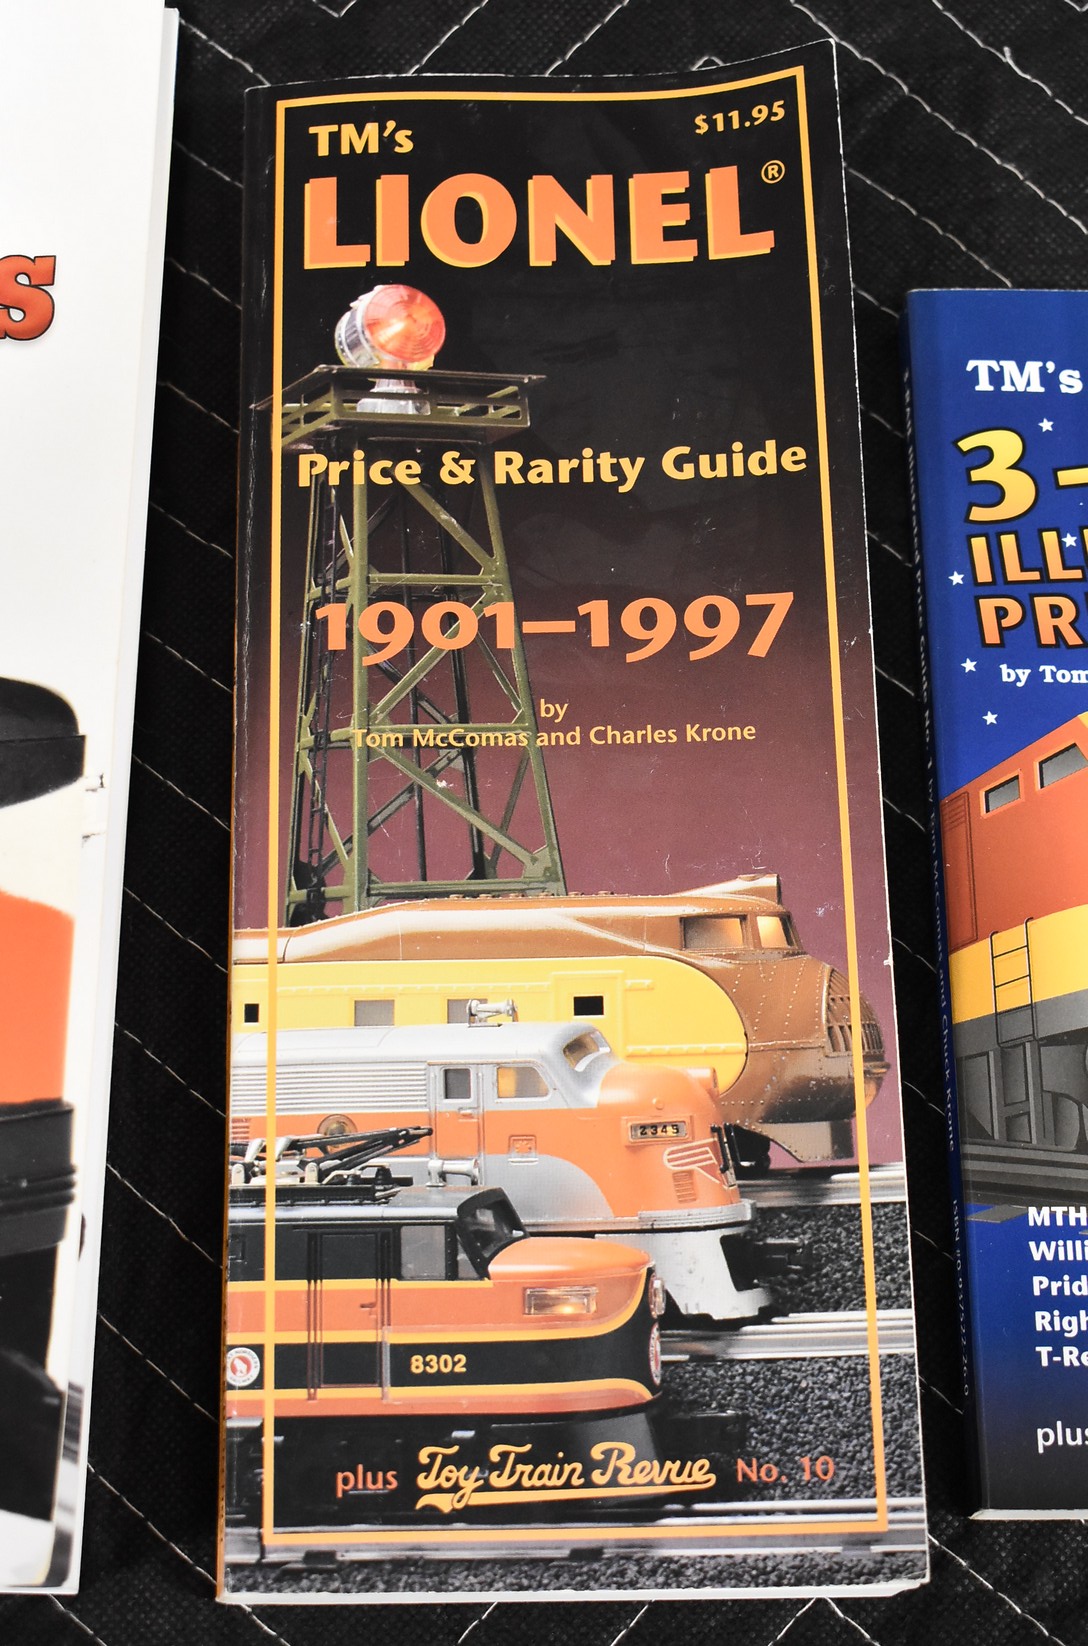 S
TM's
$11.95
LIONEL®
Price & Rarity Guide
1901–1997
by
Tom McComas and Charles Krone
2345
8302
plus Toy Train Revue No. 10
TM's
3-
ILL
PR
by Tom
MTH
Willi
Prid
Righ
T-Re
plus